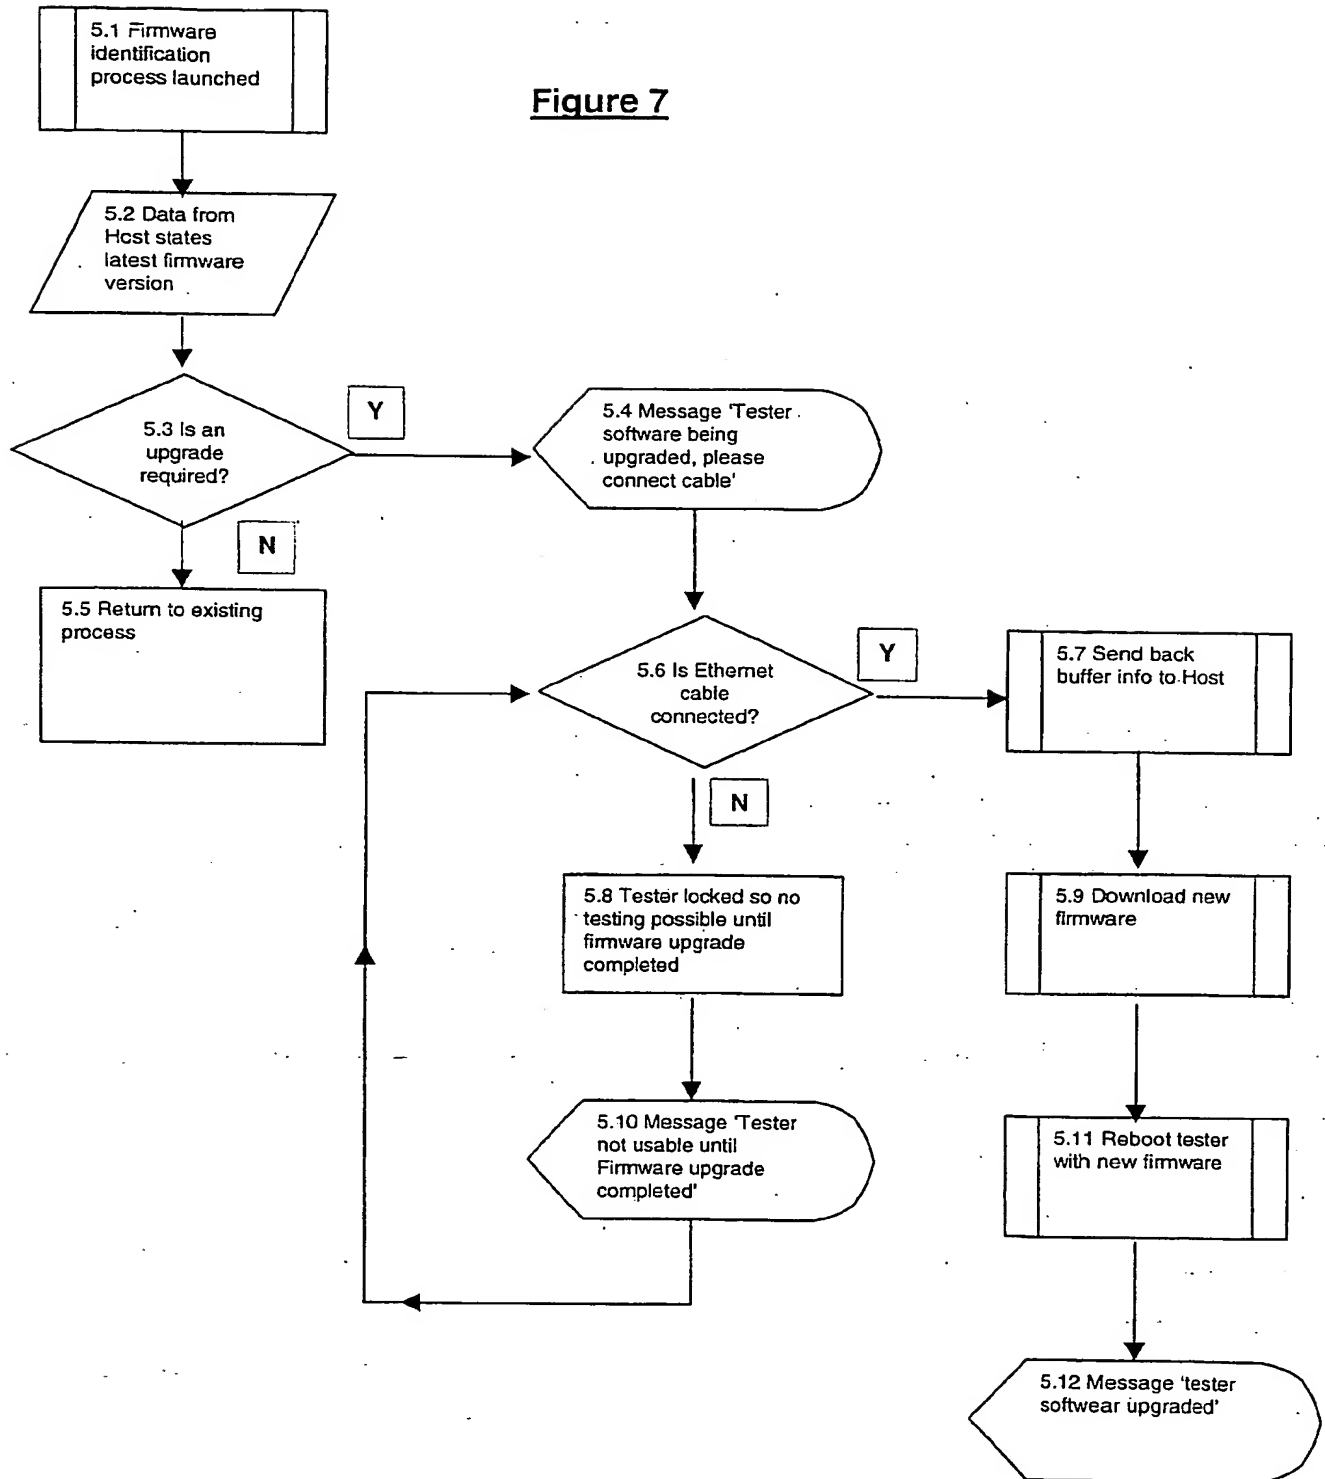 5.1 Firmware
identification
process launched
Figure 7
5.2 Data from
Host states
latest firmware
version
5.3 Is an
upgrade
required?
Y
N
5.4 Message 'Tester
software being
upgraded, please
connect cable'
5.5 Return to existing
process
5.6 Is Ethernet
cable
connected?
Y
N
5.7 Send back
buffer info to Host
5.8 Tester locked so no
testing possible until
firmware upgrade
completed
5.9 Download new
firmware
5.10 Message 'Tester
not usable until
Firmware upgrade
completed'
5.11 Reboot tester
with new firmware
5.12 Message 'tester
softwear upgraded'